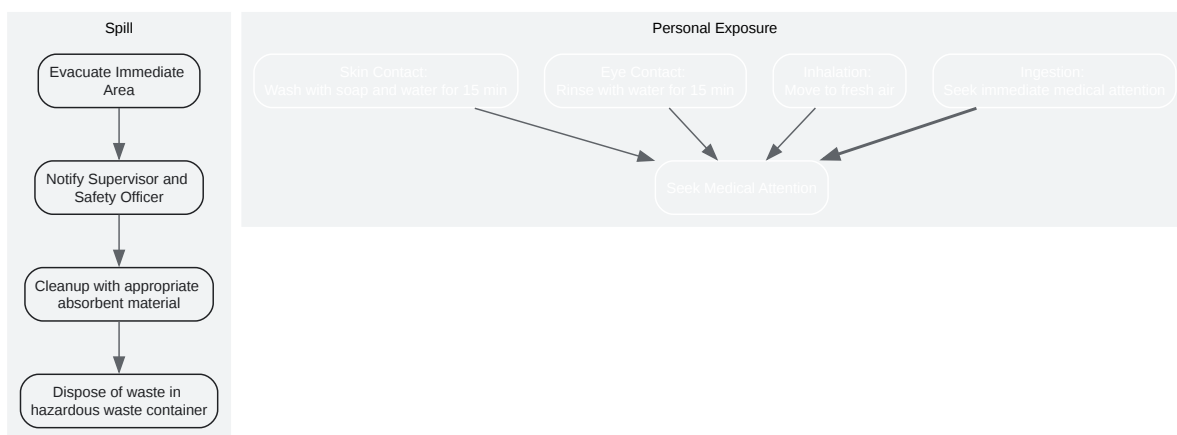 Spill
Evacuate Immediate
Area
Notify Supervisor and
Safety Officer
Cleanup with appropriate
absorbent material
Dispose of waste in
hazardous waste container
Personal Exposure
Skin Contact:
Wash with soap and water for 15 min
Eye Contact:
Rinse with water for 15 min
Inhalation:
Move to fresh air
Ingestion:
Seek Immediate medical attention
Seek Medical Attention